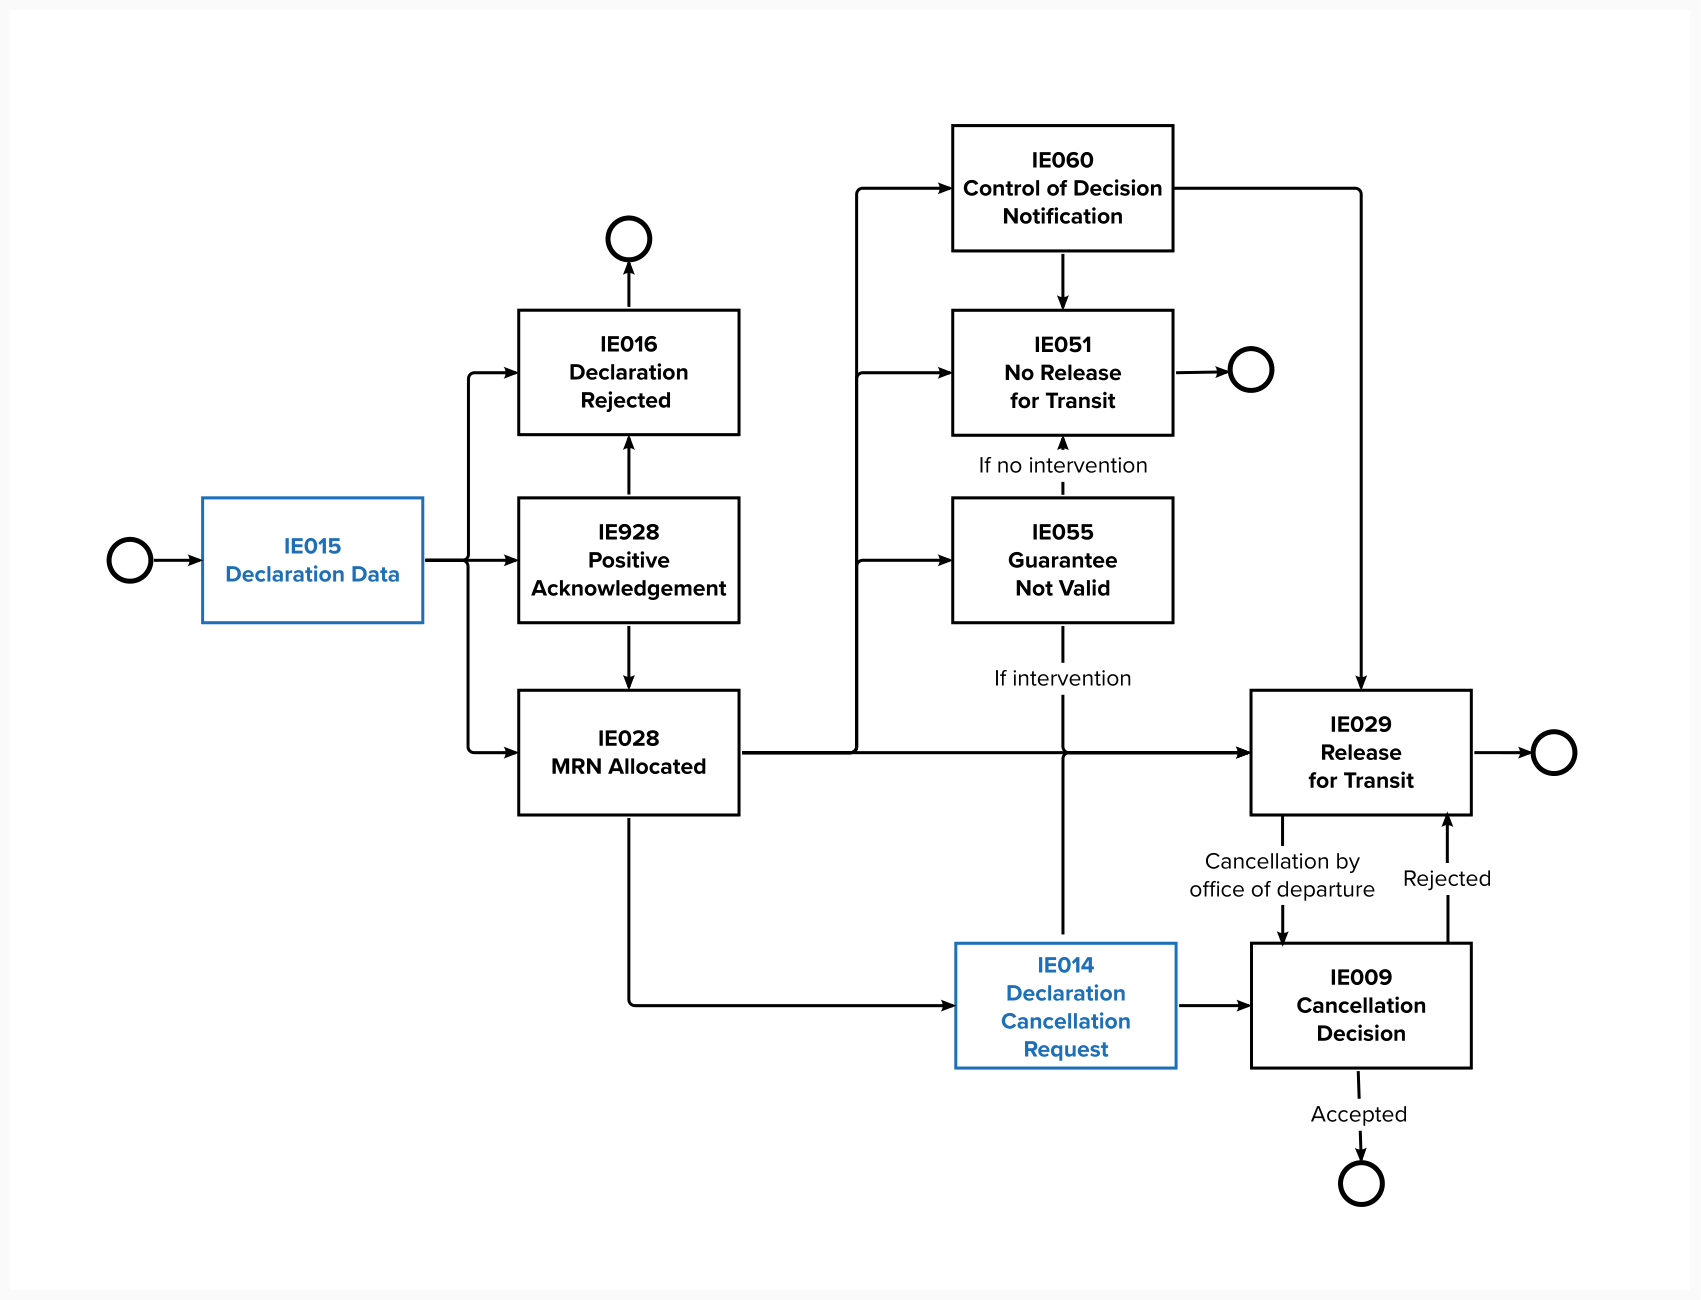 IE060
Control of Decision
Notification
IE016
Declaration
Rejected
IE051
No Release
for Transit
If no intervention
IE015
Declaration Data
IE928
Positive
Acknowledgement
IE055
Guarantee
Not Valid
If intervention
IE028
MRN Allocated
IE029
Release
for Transit
Cancellation by
office of departure
Rejected
IE014
Declaration
Cancellation
Request
IE009
Cancellation
Decision
Accepted